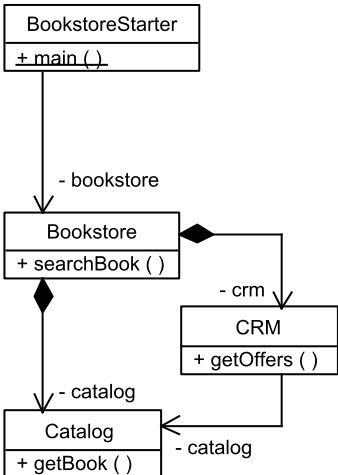 BookstoreStarter
+ main ( )
- bookstore
Bookstore
+ searchBook ( )
- crm
CRM
+ getOffers ( )
- catalog
Catalog
- catalog
+ getBook ( )